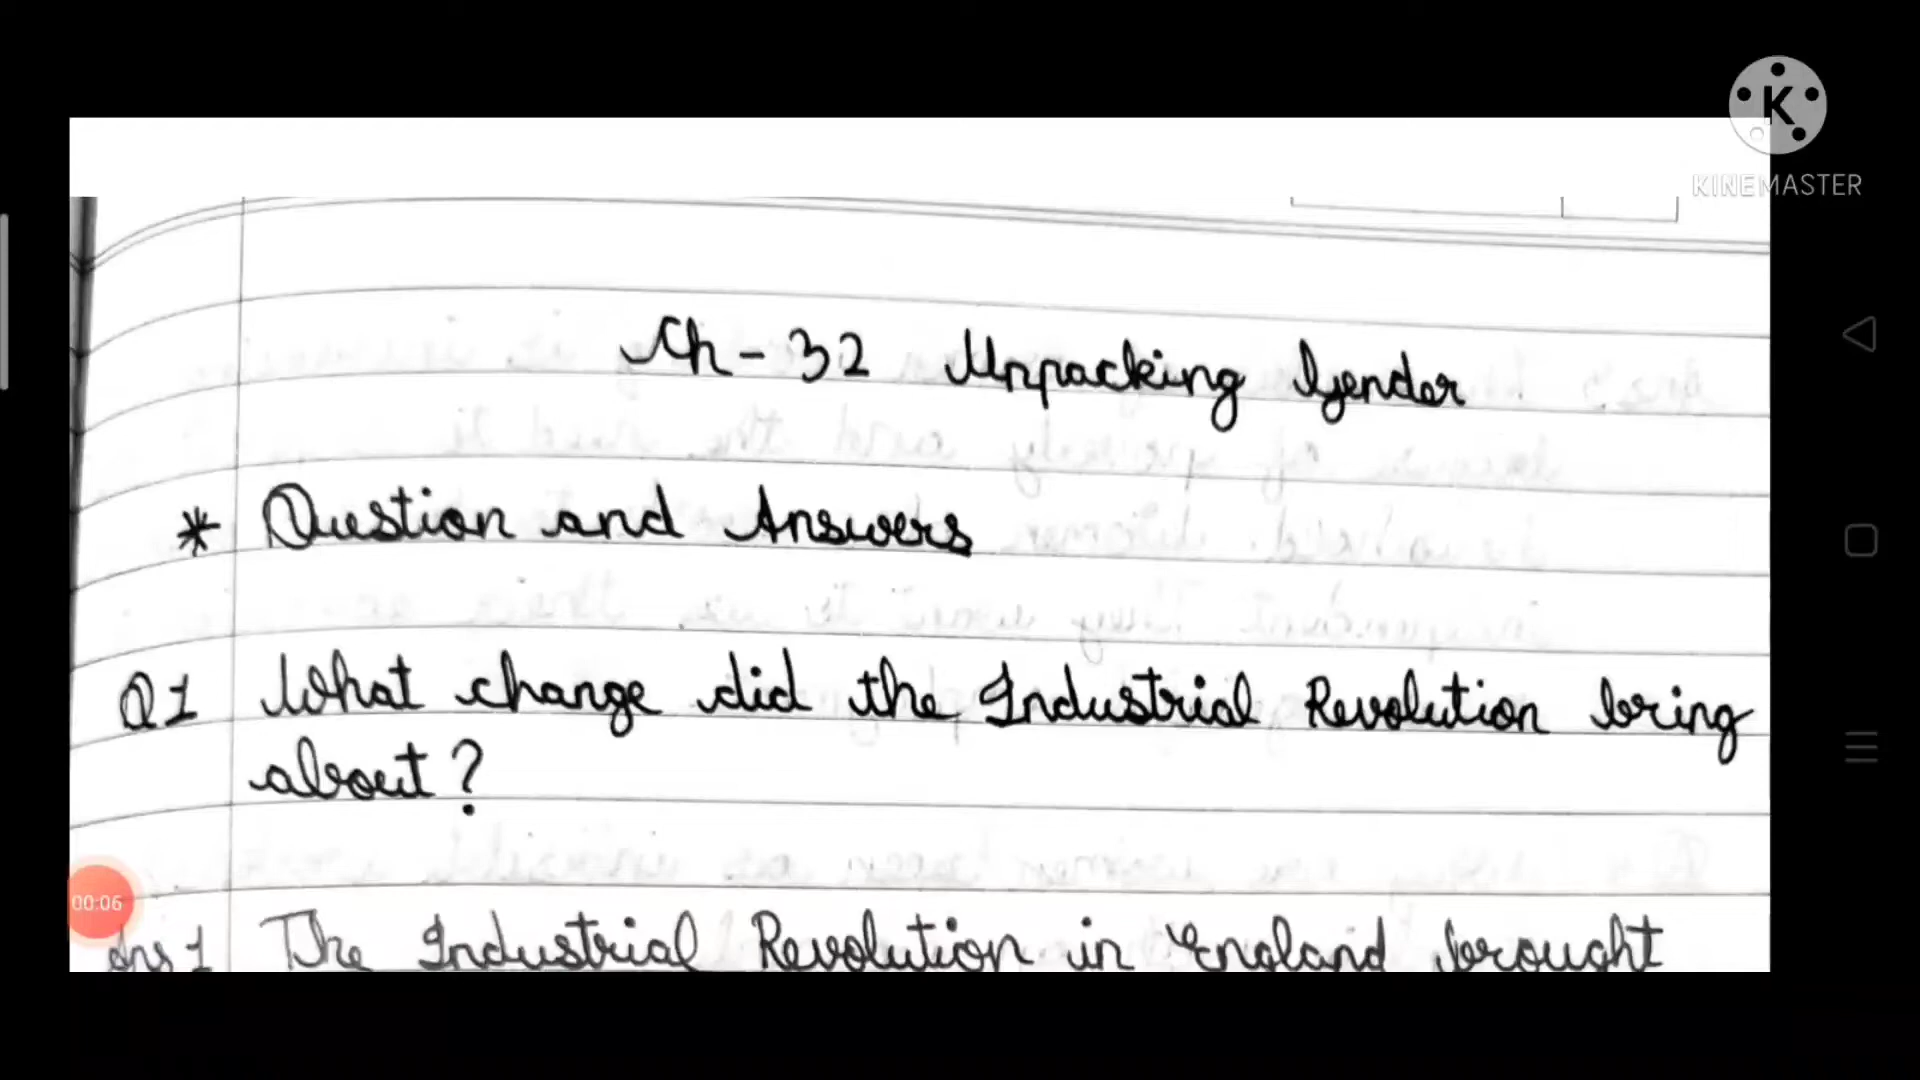 KINEMASTER
Ch - 32 Unpacking Gender
* Question and Answers
Q1 What change did the Industrial Revolution bring
about?
00:06
Ans 1 The Industrial Revolution in England brought